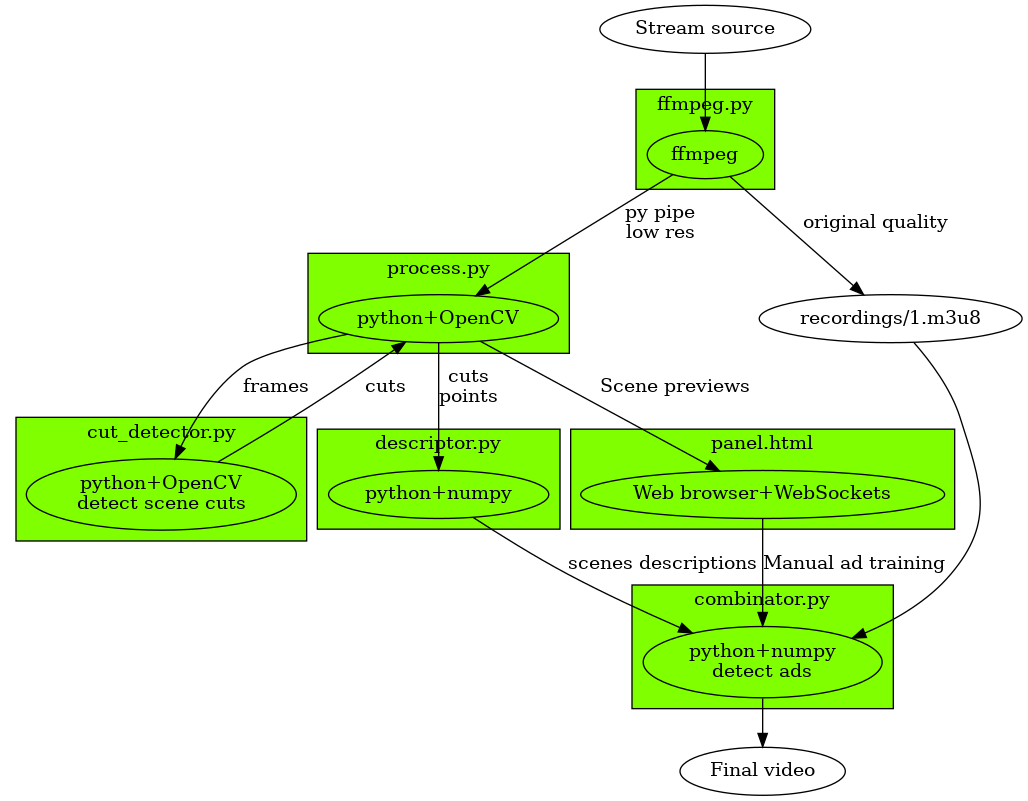 Stream source
ffmpeg.py
ffmpeg
py pipe
low res
original quality
process.py
python+OpenCV
recordings/1.m3u8
frames
cuts
cuts
points
Scene previews
cut_detector.py
python+OpenCV
detect scene cuts
descriptor.py
python+numpy
panel.html
Web browser+WebSockets
scenes descriptions
Manual ad training
combinator.py
python+numpy
detect ads
Final video